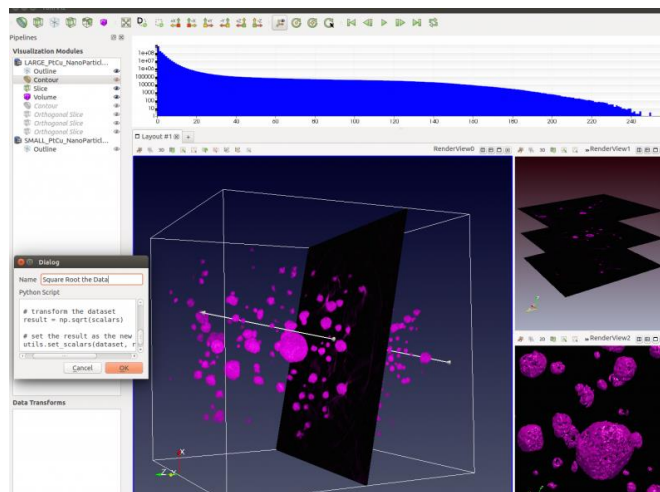 Pipelines
Visualization Modules
LARGE_PtCu_NanoParticl...
Outline
Contour
Slice
Volume
Contour
Orthogonal Slice
Orthogonal Slice
Orthogonal Slice
SMALL_PtCu_NanoParticl...
Outline
1e+08
1e+07
1e+06
100000
10000
1000
100
10
0 20 40 60 80 100 120 140 160 180 200 220 240
Layout #1
3D
RenderView0
3D
RenderView1
3D
RenderView2
Dialog
Name Square Root the Data
Python Script
# transform the dataset
result = np.sqrt(scalars)
# set the result as the new
utils.set_scalars(dataset, r
Cancel OK
Data Transforms
X
Z Y